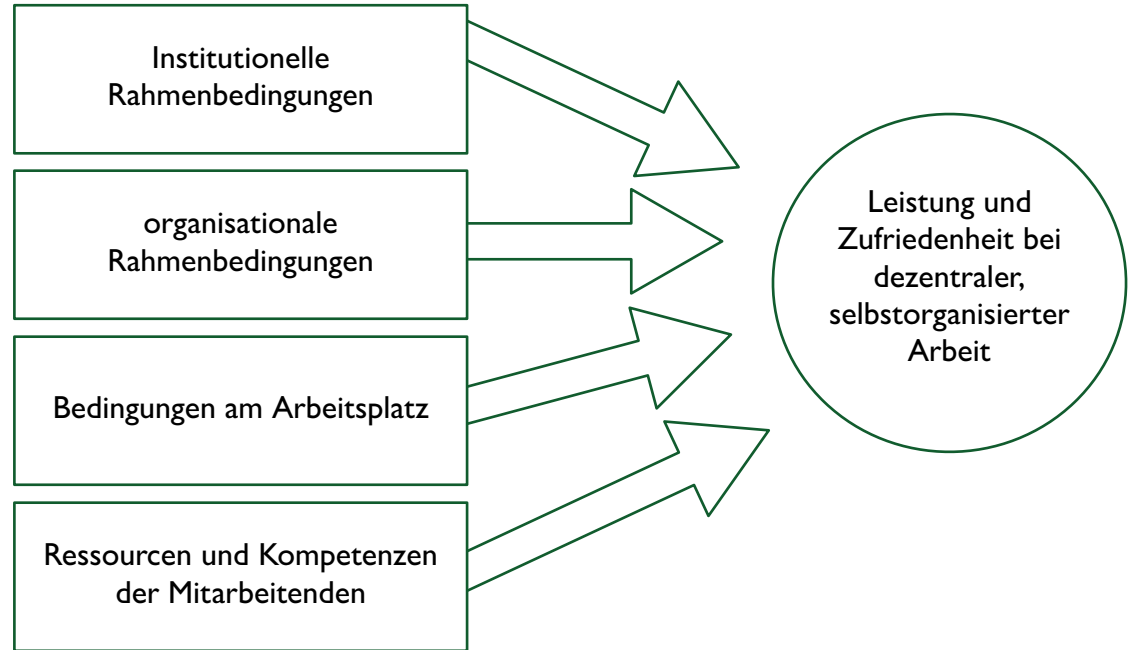 Institutionelle
Rahmenbedingungen
organisationale
Rahmenbedingungen
Bedingungen am Arbeitsplatz
Ressourcen und Kompetenzen
der Mitarbeitenden
Leistung und
Zufriedenheit bei
dezentraler,
selbstorganisierter
Arbeit